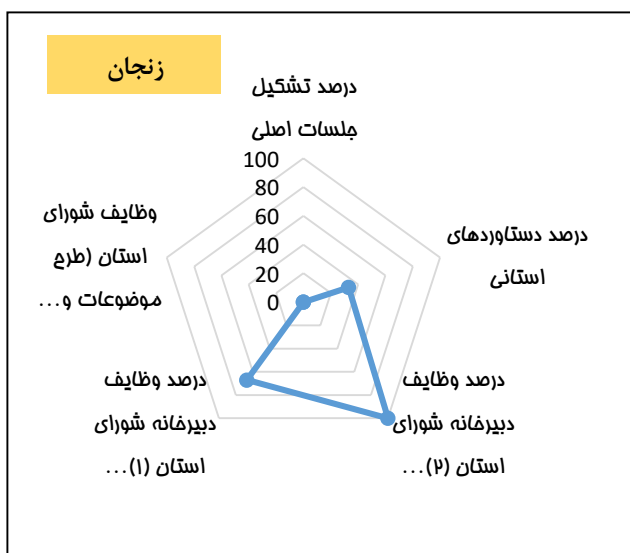 زنجان
درصد تشکیل
جلسات اصلی
100
80
60
40
20
0
درصد دستاوردهای
استانی
درصد وظایف
دبیرخانه شورای
استان (۲)...
درصد وظایف
دبیرخانه شورای
استان (۱)...
وظایف شورای
استان (طرح
موضوعات و...